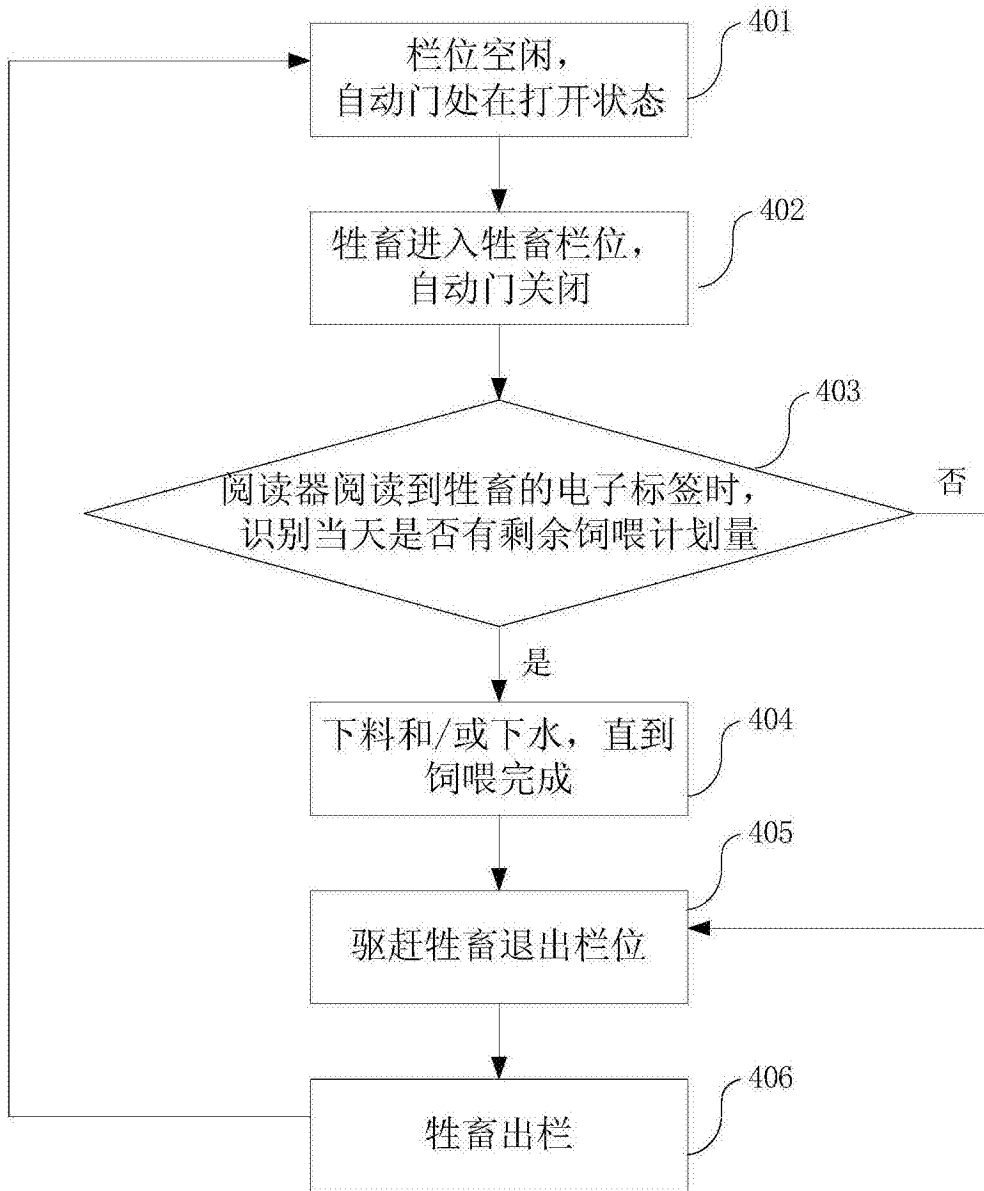 401
栏位空闲，
自动门处在打开状态
402
牲畜进入牲畜栏位，
自动门关闭
403
阅读器阅读到牲畜的电子标签时，
识别当天是否有剩余饲喂计划量
否
是
404
下料和/或下水，直到
饲喂完成
405
驱赶牲畜退出栏位
406
牲畜出栏